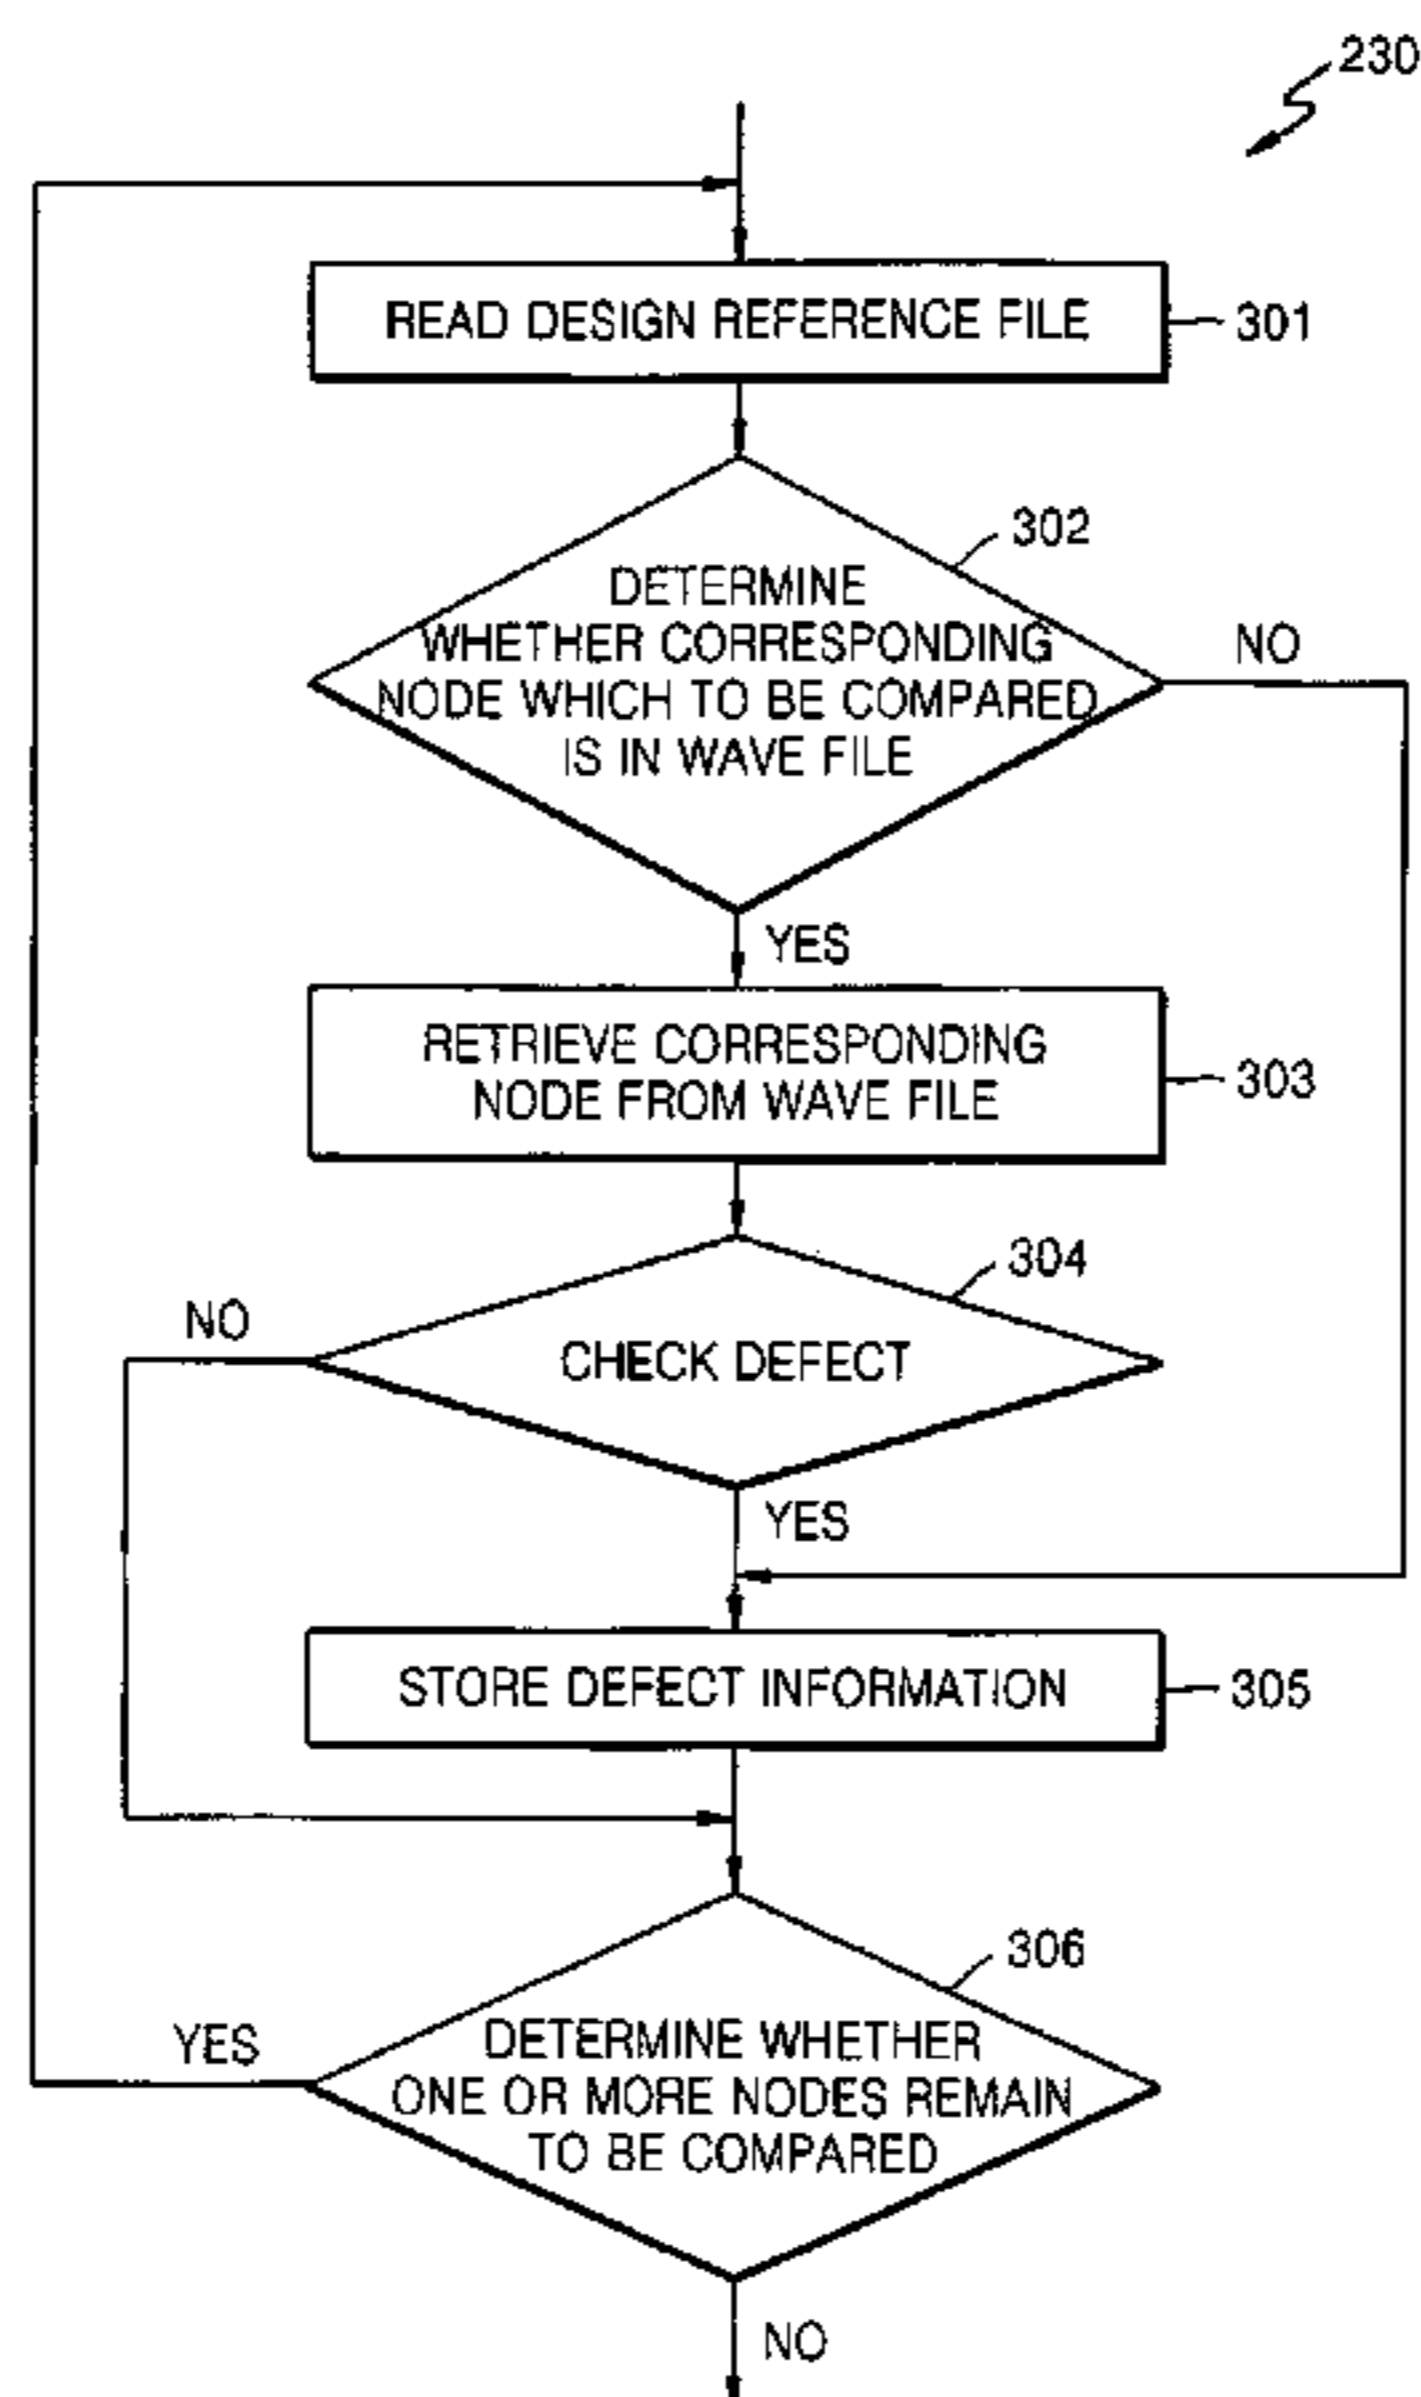 230
READ DESIGN REFERENCE FILE
301
302
DETERMINE
WHETHER CORRESPONDING
NODE WHICH TO BE COMPARED
IS IN WAVE FILE
NO
YES
RETRIEVE CORRESPONDING
NODE FROM WAVE FILE
303
304
NO
CHECK DEFECT
YES
STORE DEFECT INFORMATION
305
306
YES
DETERMINE WHETHER
ONE OR MORE NODES REMAIN
TO BE COMPARED
NO